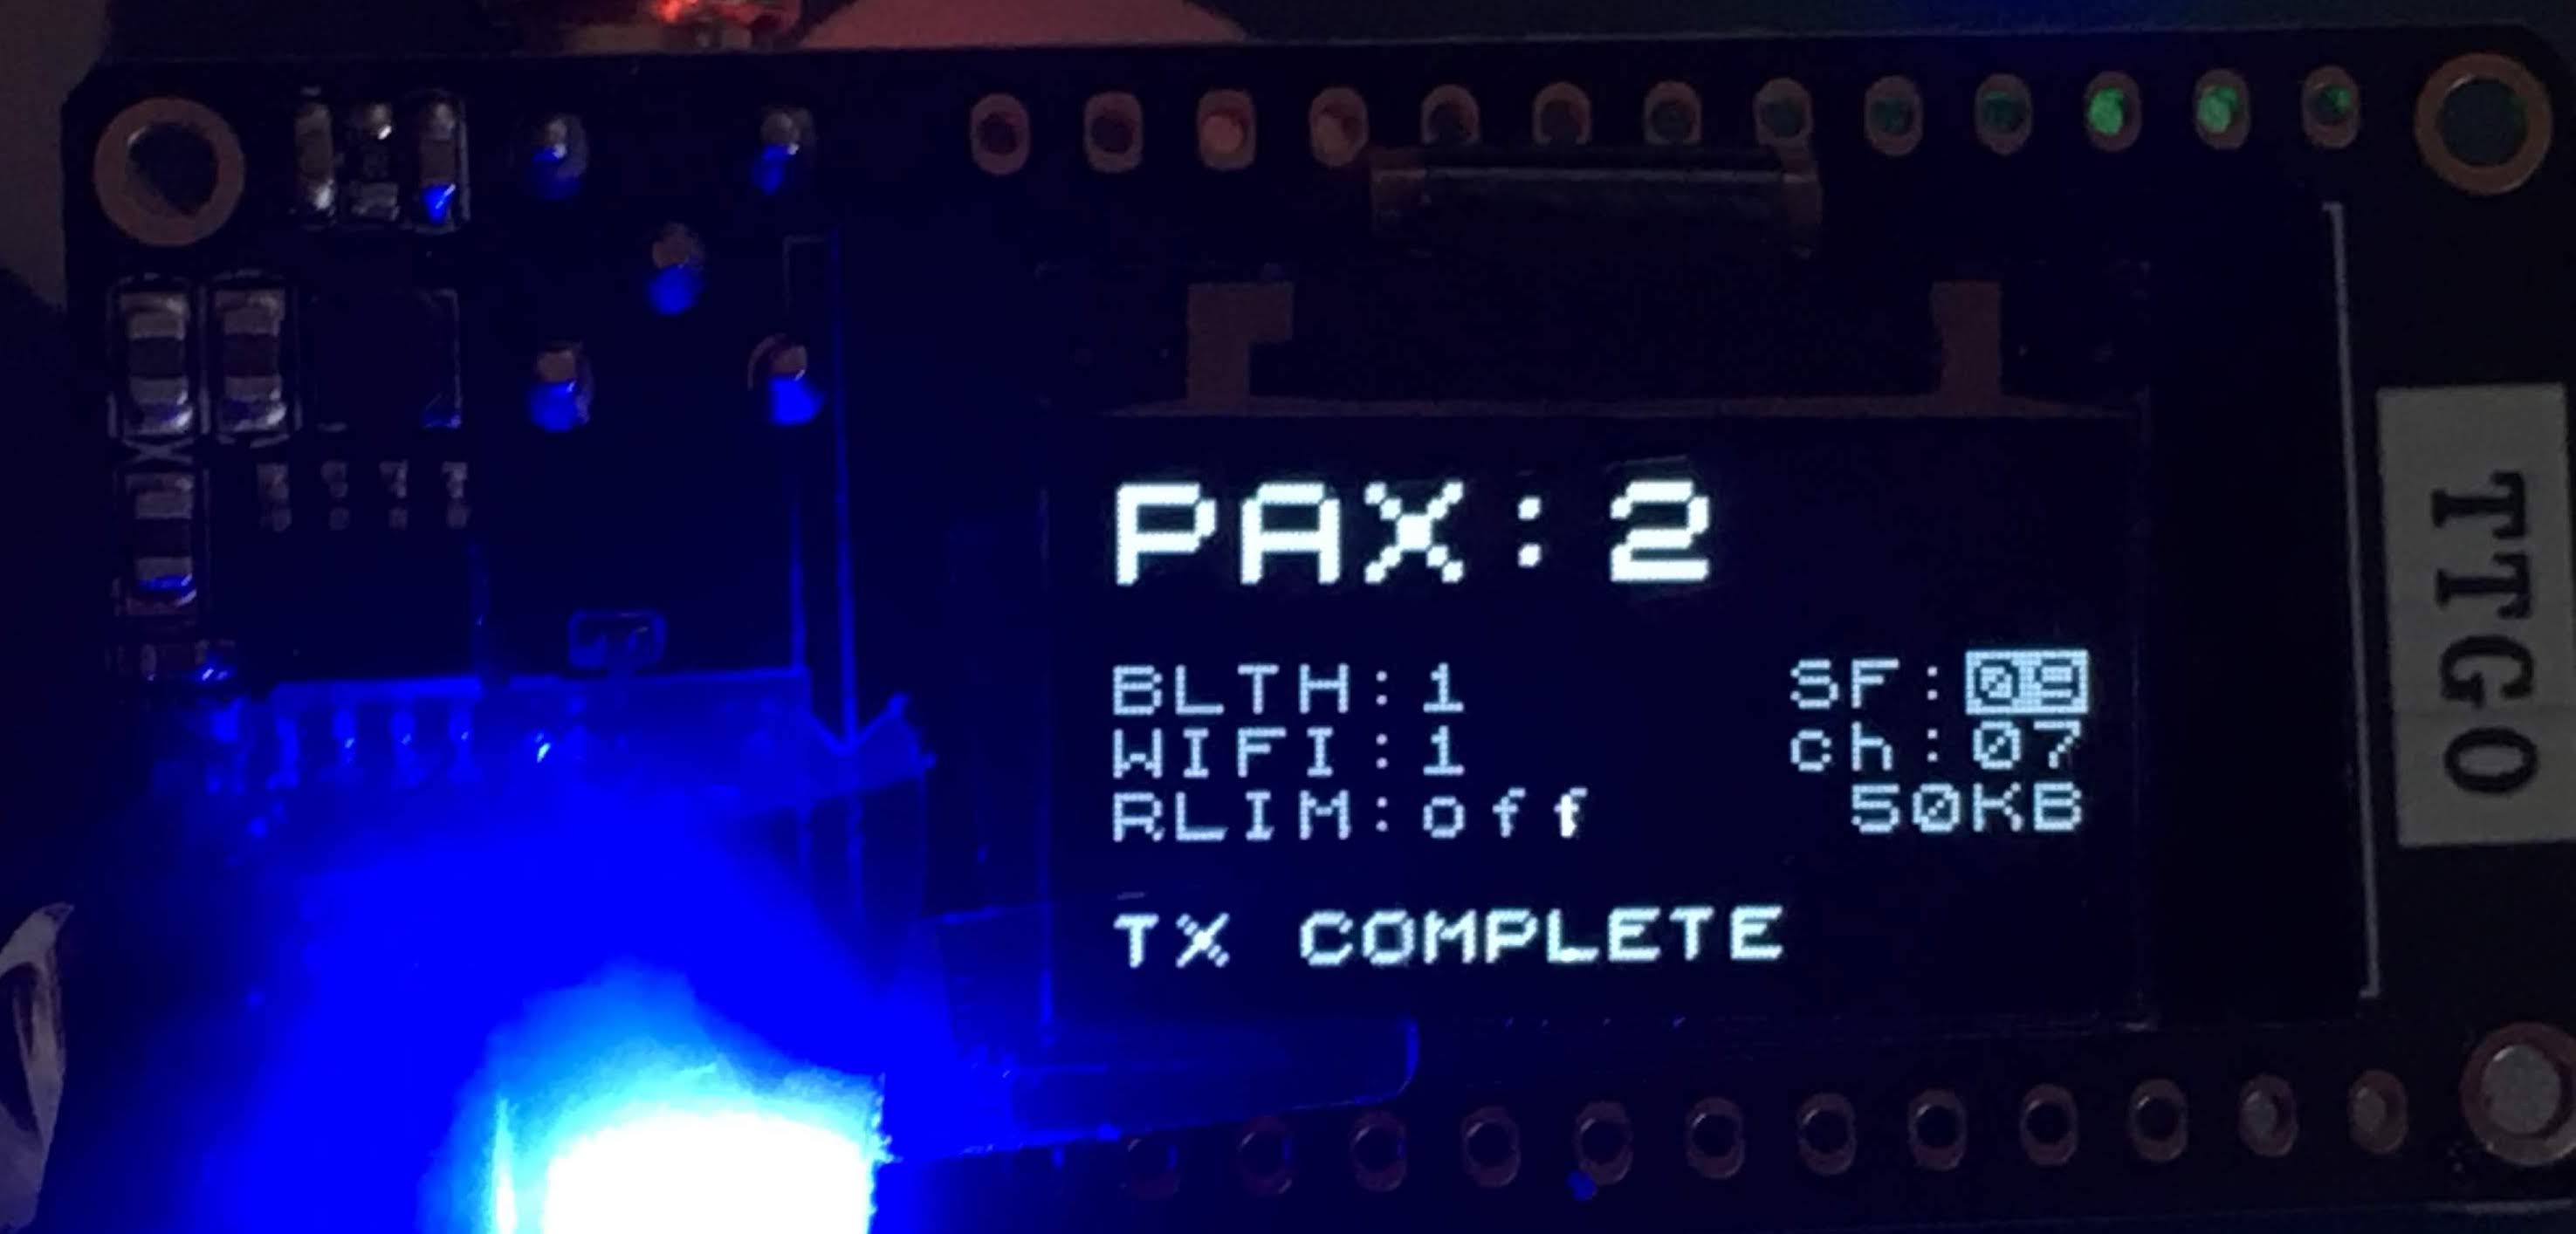 PAX:2
BLTH:1 SF:09
WIFI:1 ch:07
RLIM:off 50KB
TX COMPLETE
TTGO